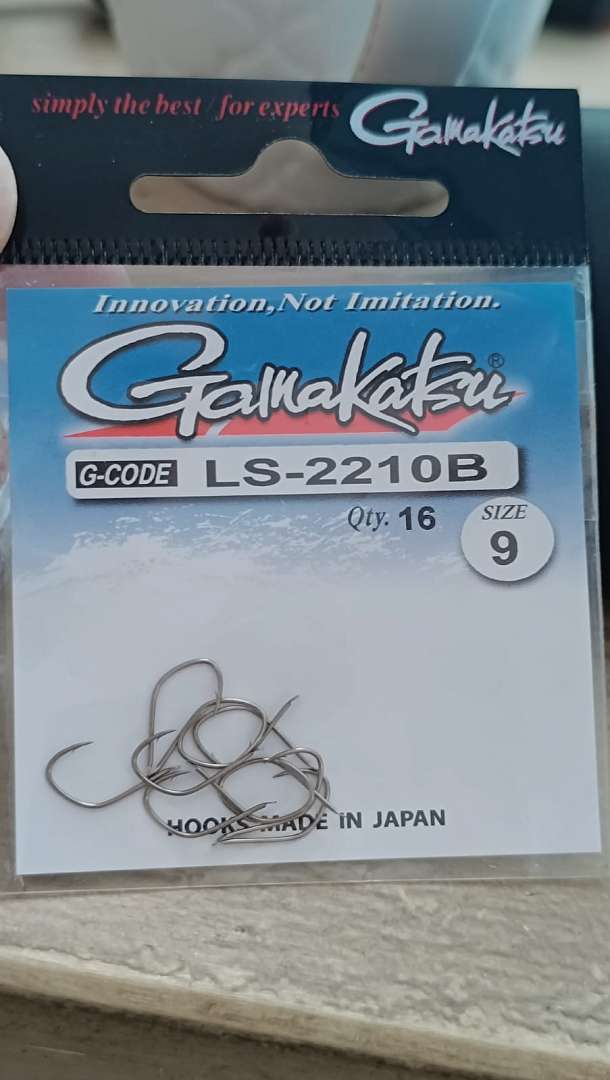 simply the best / for experts Gamakatsu
Innovation,Not Imitation.
Gamakatsu®
G-CODE LS-2210B
Qty. 16
SIZE
9
HOOKS MADE iN JAPAN